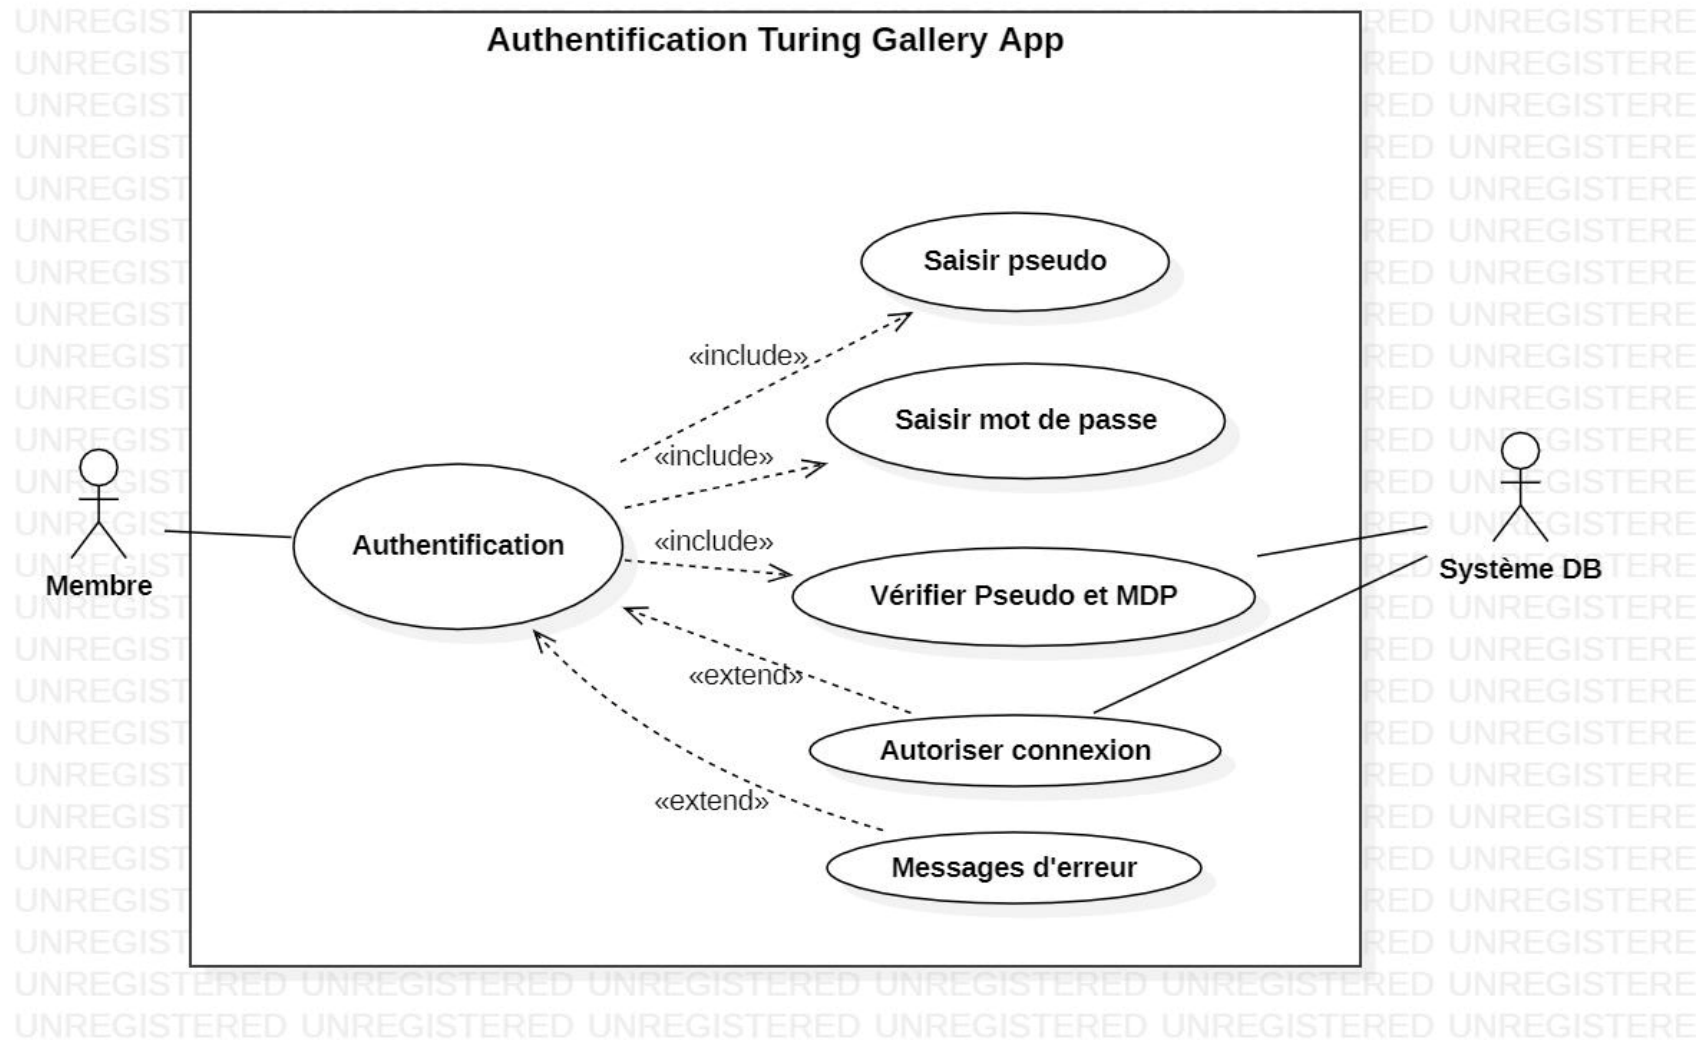 Authentification Turing Gallery App
Saisir pseudo
«include»
Saisir mot de passe
«include»
«include»
Authentification
Membre
Vérifier Pseudo et MDP
Système DB
«extend»
Autoriser connexion
«extend»
Messages d'erreur
UNREGISTERED UNREGISTERED UNREGISTERED UNREGISTERED UNREGISTERED UNREGISTERE
UNREGISTERED UNREGISTERED UNREGISTERED UNREGISTERED UNREGISTERED UNREGISTERE